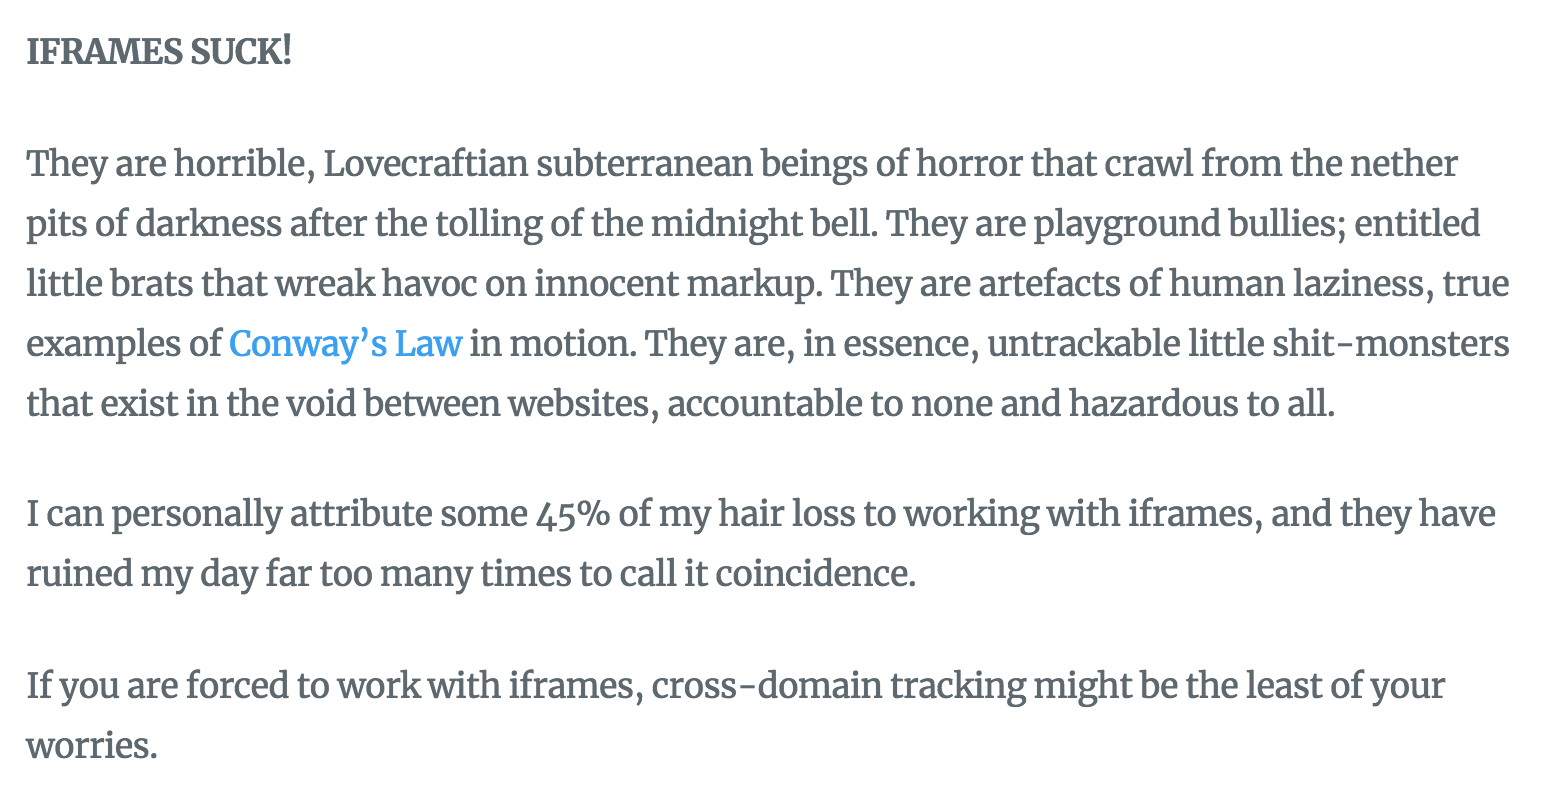 IFRAMES SUCK!
They are horrible, Lovecraftian subterranean beings of horror that crawl from the nether
pits of darkness after the tolling of the midnight bell. They are playground bullies; entitled
little brats that wreak havoc on innocent markup. They are artefacts of human laziness, true
examples of Conway’s Law in motion. They are, in essence, untrackable little shit-monsters
that exist in the void between websites, accountable to none and hazardous to all.
I can personally attribute some 45% of my hair loss to working with iframes, and they have
ruined my day far too many times to call it coincidence.
If you are forced to work with iframes, cross-domain tracking might be the least of your
worries.